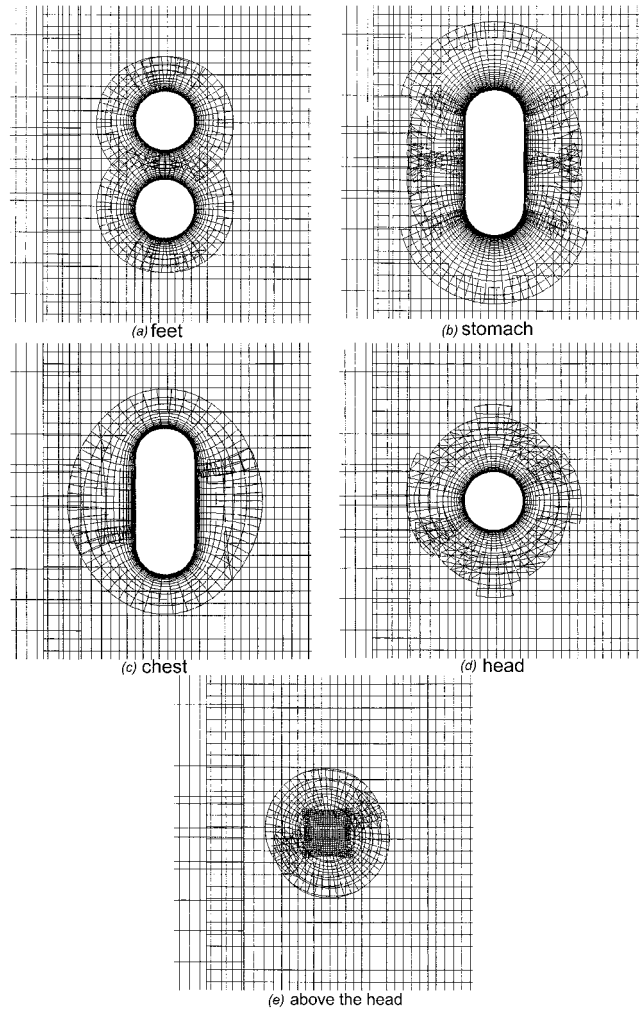 (a) feet
(b) stomach
(c) chest
(d) head
(e) above the head